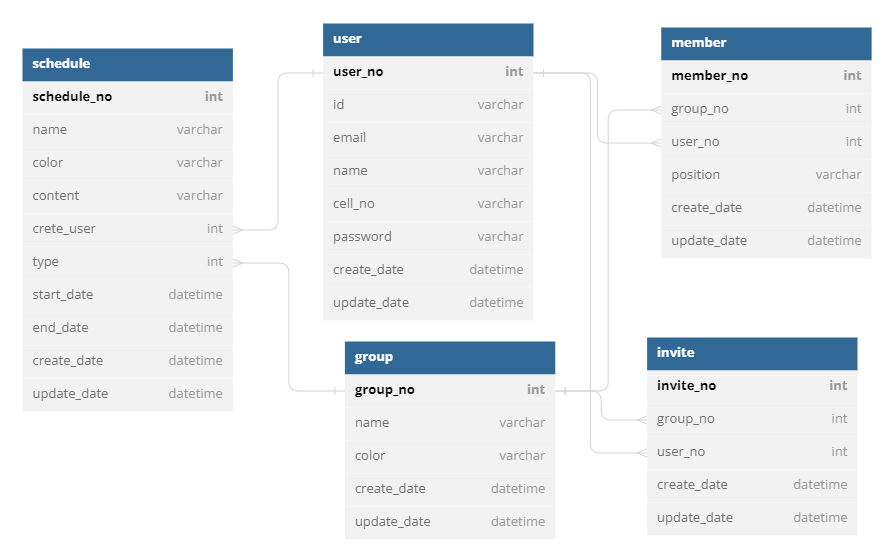 schedule
schedule_no int
name varchar
color varchar
content varchar
crete_user int
type int
start_date datetime
end_date datetime
create_date datetime
update_date datetime
user
user_no int
id varchar
email varchar
name varchar
cell_no varchar
password varchar
create_date datetime
update_date datetime
group
group_no int
name varchar
color varchar
create_date datetime
update_date datetime
member
member_no int
group_no int
user_no int
position varchar
create_date datetime
update_date datetime
invite
invite_no int
group_no int
user_no int
create_date datetime
update_date datetime